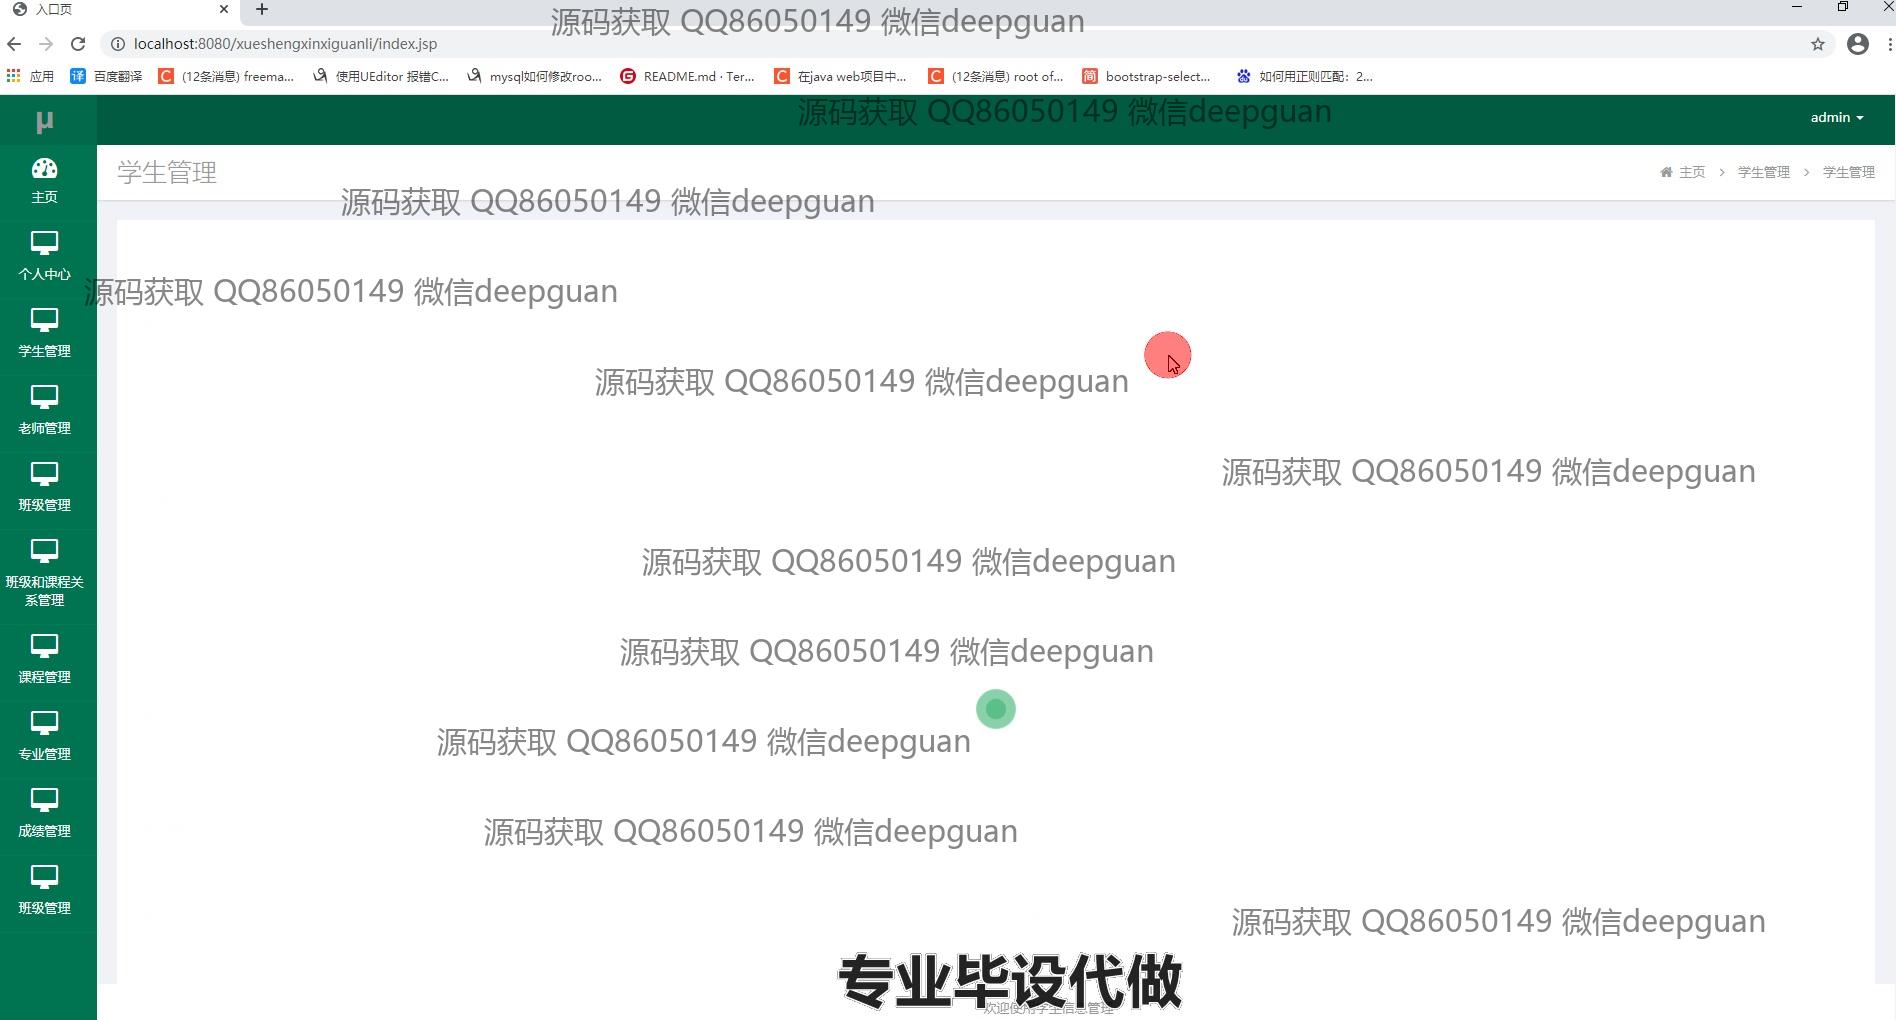 入口页
源码获取 QQ86050149 微信deepguan
localhost:8080/xueshengxinxiguanli/index.jsp
应用
百度翻译
(12条消息) freema...
使用UEditor 报错C...
mysql如何修改roo...
README.md · Ter...
在java web项目中...
(12条消息) root of...
bootstrap-select...
如何用正则匹配：2...
μ
源码获取 QQ86050149 微信deepguan
admin
主页
学生管理
主页 > 学生管理 > 学生管理
源码获取 QQ86050149 微信deepguan
个人中心
源码获取 QQ86050149 微信deepguan
学生管理
源码获取 QQ86050149 微信deepguan
老师管理
源码获取 QQ86050149 微信deepguan
班级管理
源码获取 QQ86050149 微信deepguan
班级和课程关
系管理
源码获取 QQ86050149 微信deepguan
课程管理
源码获取 QQ86050149 微信deepguan
专业管理
源码获取 QQ86050149 微信deepguan
成绩管理
班级管理
源码获取 QQ86050149 微信deepguan
专业毕设代做
欢迎使用学生信息管理